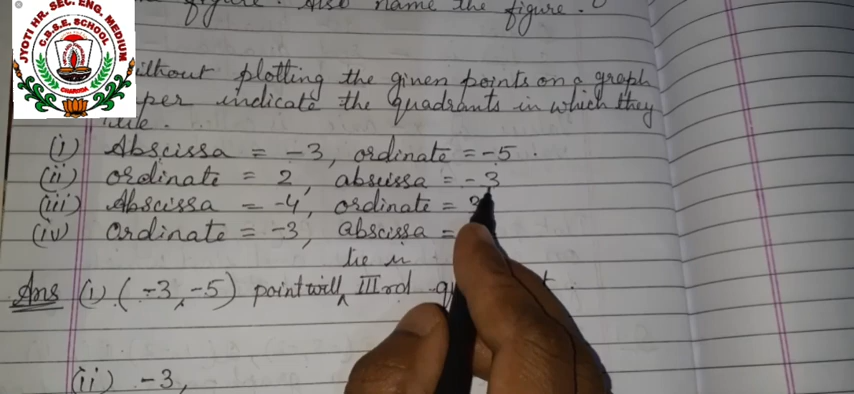 figure. Also name the figure.
JYOTI HR. SEC. ENG. MEDIUM
C.B.S.E. SCHOOL
ithout plotting the given points on a graph
per indicate the quadrants in which they
lie.
(i) Abscissa = -3, ordinate = -5.
(ii) ordinate = 2, abscissa = -3
(iii) Abscissa = -4, ordinate =
(iv) ordinate = -3, abscissa =
lie in
Ans (i) (-3, -5) point will ^ III rd
(ii) -3,